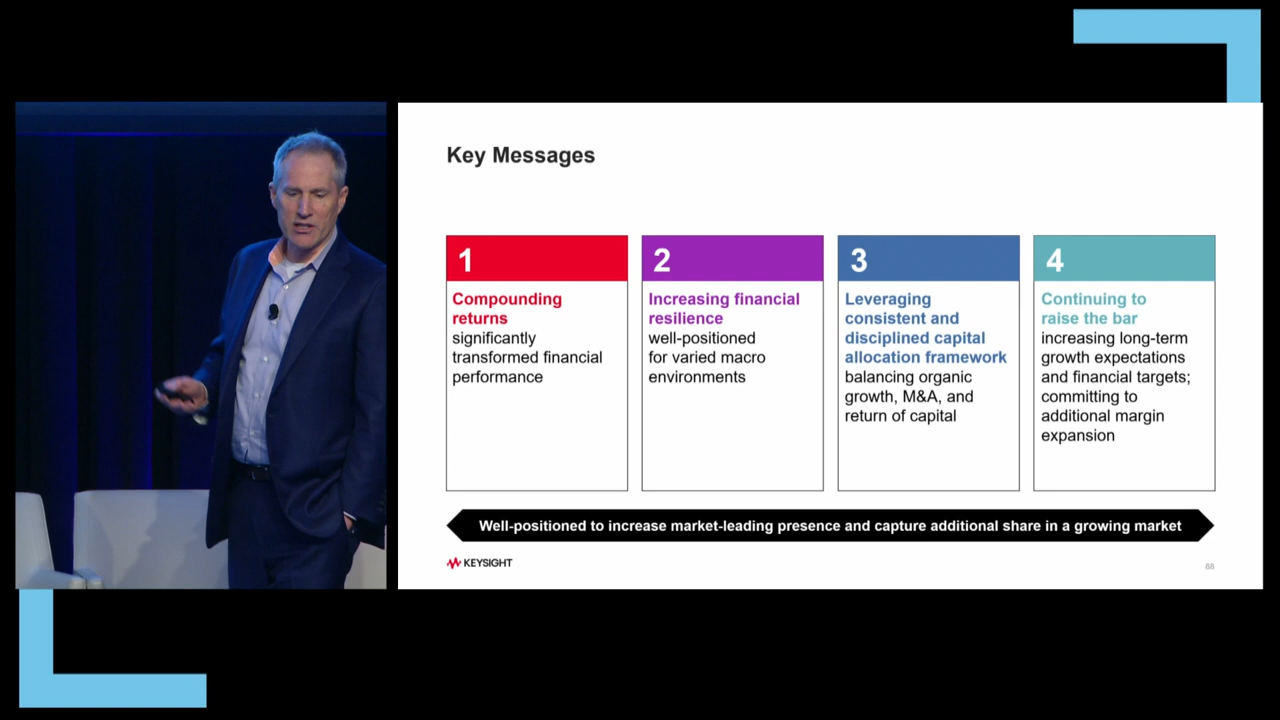 Key Messages
1
Compounding
returns
significantly
transformed financial
performance
2
Increasing financial
resilience
well-positioned
for varied macro
environments
3
Leveraging
consistent and
disciplined capital
allocation framework
balancing organic
growth, M&A, and
return of capital
4
Continuing to
raise the bar
increasing long-term
growth expectations
and financial targets;
committing to
additional margin
expansion
Well-positioned to increase market-leading presence and capture additional share in a growing market
KEYSIGHT
88